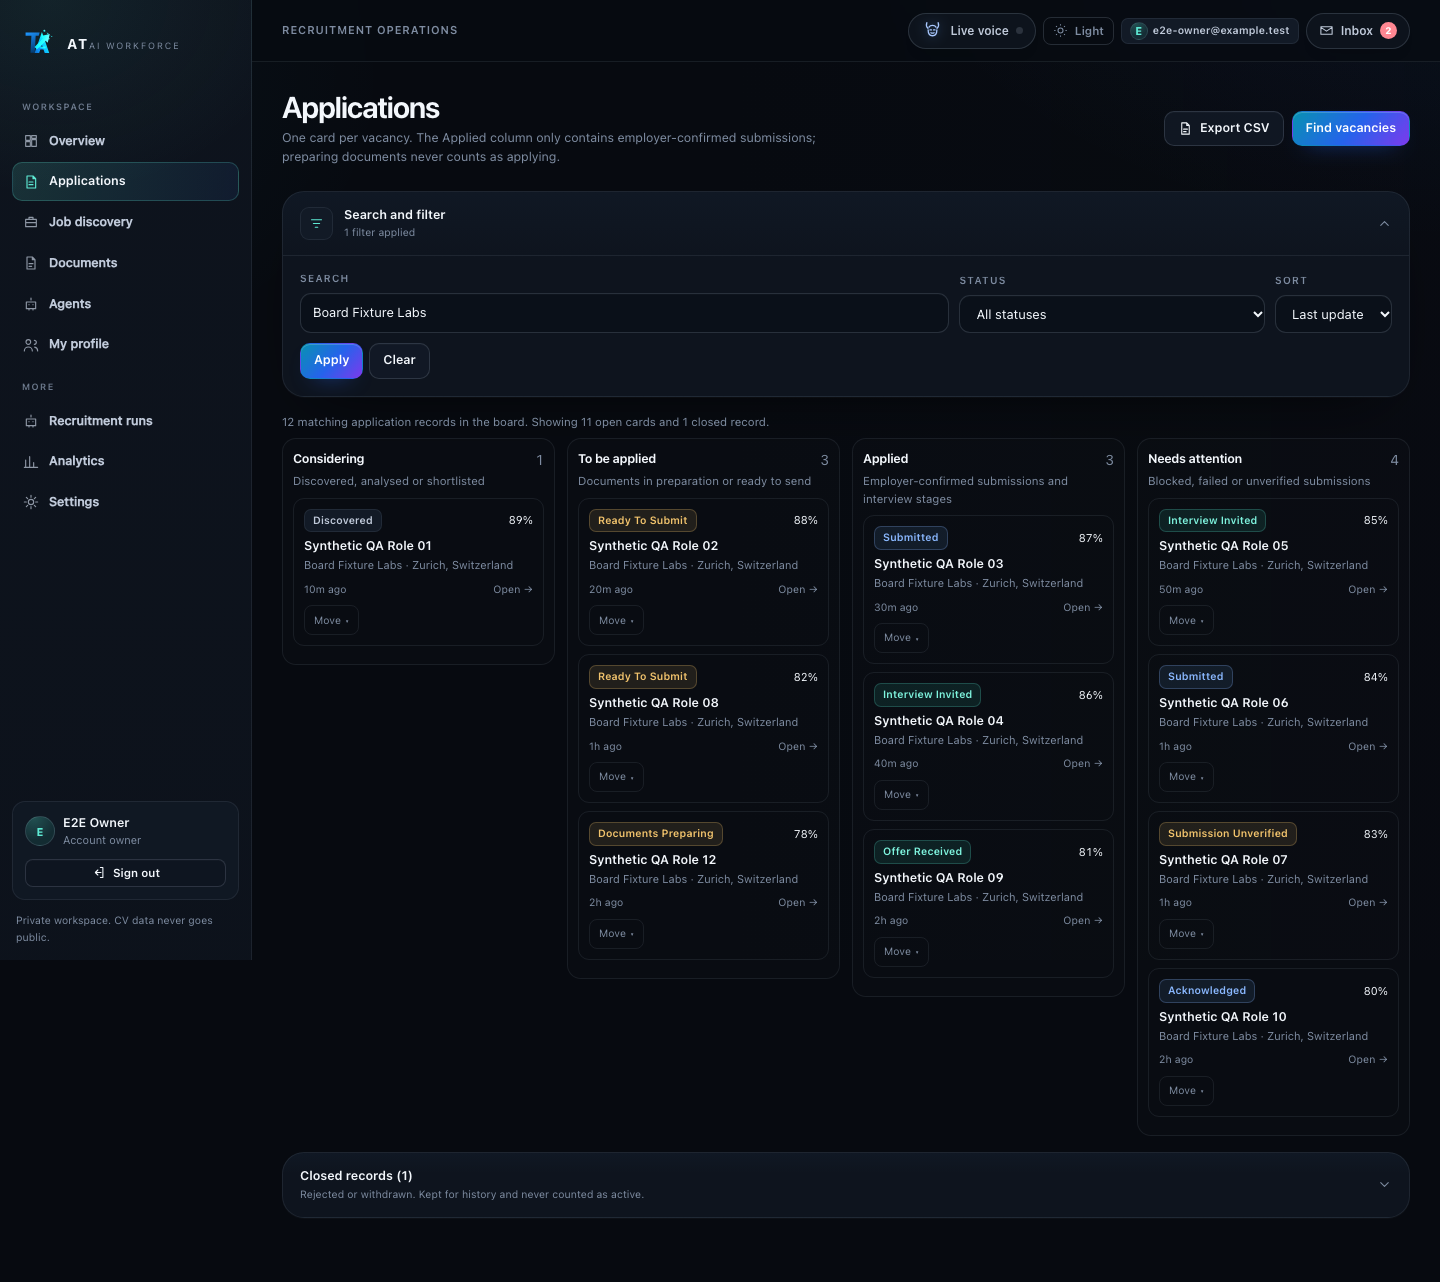 AT AI WORKFORCE
WORKSPACE
Overview
Applications
Job discovery
Documents
Agents
My profile
MORE
Recruitment runs
Analytics
Settings
E
E2E Owner
Account owner
Sign out
Private workspace. CV data never goes
public.
RECRUITMENT OPERATIONS
Live voice
Light
E e2e-owner@example.test
Inbox 2
Applications
One card per vacancy. The Applied column only contains employer-confirmed submissions;
preparing documents never counts as applying.
Export CSV
Find vacancies
Search and filter
1 filter applied
SEARCH
Board Fixture Labs
STATUS
All statuses
SORT
Last update
Apply
Clear
12 matching application records in the board. Showing 11 open cards and 1 closed record.
Considering 1
Discovered, analysed or shortlisted
Discovered 89%
Synthetic QA Role 01
Board Fixture Labs · Zurich, Switzerland
10m ago Open →
Move
To be applied 3
Documents in preparation or ready to send
Ready To Submit 88%
Synthetic QA Role 02
Board Fixture Labs · Zurich, Switzerland
20m ago Open →
Move
Ready To Submit 82%
Synthetic QA Role 08
Board Fixture Labs · Zurich, Switzerland
1h ago Open →
Move
Documents Preparing 78%
Synthetic QA Role 12
Board Fixture Labs · Zurich, Switzerland
2h ago Open →
Move
Applied 3
Employer-confirmed submissions and
interview stages
Submitted 87%
Synthetic QA Role 03
Board Fixture Labs · Zurich, Switzerland
30m ago Open →
Move
Interview Invited 86%
Synthetic QA Role 04
Board Fixture Labs · Zurich, Switzerland
40m ago Open →
Move
Offer Received 81%
Synthetic QA Role 09
Board Fixture Labs · Zurich, Switzerland
2h ago Open →
Move
Needs attention 4
Blocked, failed or unverified submissions
Interview Invited 85%
Synthetic QA Role 05
Board Fixture Labs · Zurich, Switzerland
50m ago Open →
Move
Submitted 84%
Synthetic QA Role 06
Board Fixture Labs · Zurich, Switzerland
1h ago Open →
Move
Submission Unverified 83%
Synthetic QA Role 07
Board Fixture Labs · Zurich, Switzerland
1h ago Open →
Move
Acknowledged 80%
Synthetic QA Role 10
Board Fixture Labs · Zurich, Switzerland
2h ago Open →
Move
Closed records (1)
Rejected or withdrawn. Kept for history and never counted as active.